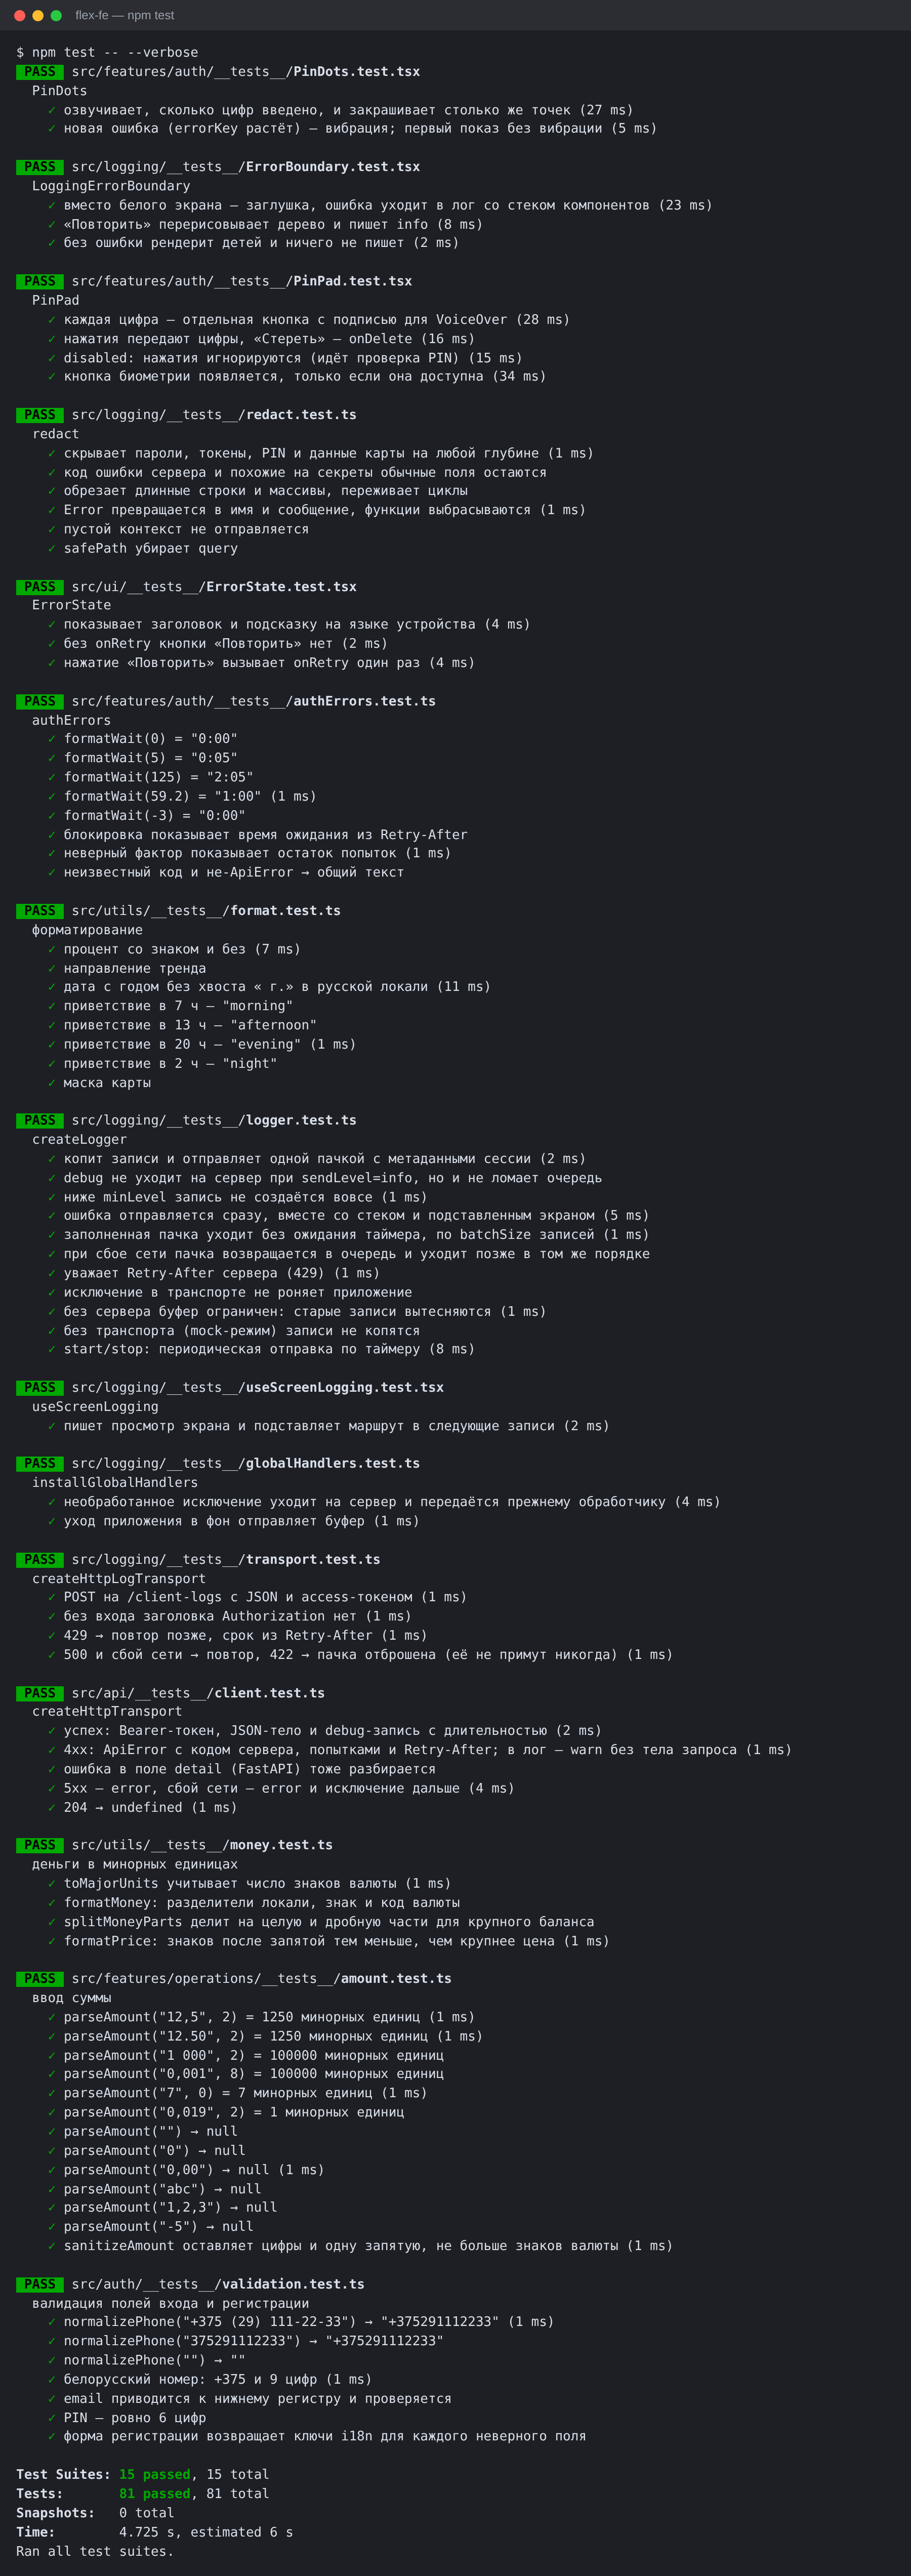 flex-fe — npm test
$ npm test -- --verbose
PASS src/features/auth/__tests__/PinDots.test.tsx
PinDots
✓ озвучивает, сколько цифр введено, и закрашивает столько же точек (27 ms)
✓ новая ошибка (errorKey растёт) — вибрация; первый показ без вибрации (5 ms)
PASS src/logging/__tests__/ErrorBoundary.test.tsx
LoggingErrorBoundary
✓ вместо белого экрана — заглушка, ошибка уходит в лог со стеком компонентов (23 ms)
✓ «Повторить» перерисовывает дерево и пишет info (8 ms)
✓ без ошибки рендерит детей и ничего не пишет (2 ms)
PASS src/features/auth/__tests__/PinPad.test.tsx
PinPad
✓ каждая цифра — отдельная кнопка с подписью для VoiceOver (28 ms)
✓ нажатия передают цифры, «Стереть» — onDelete (16 ms)
✓ disabled: нажатия игнорируются (идёт проверка PIN) (15 ms)
✓ кнопка биометрии появляется, только если она доступна (34 ms)
PASS src/logging/__tests__/redact.test.ts
redact
✓ скрывает пароли, токены, PIN и данные карты на любой глубине (1 ms)
✓ код ошибки сервера и похожие на секреты обычные поля остаются
✓ обрезает длинные строки и массивы, переживает циклы
✓ Error превращается в имя и сообщение, функции выбрасываются (1 ms)
✓ пустой контекст не отправляется
✓ safePath убирает query
PASS src/ui/__tests__/ErrorState.test.tsx
ErrorState
✓ показывает заголовок и подсказку на языке устройства (4 ms)
✓ без onRetry кнопки «Повторить» нет (2 ms)
✓ нажатие «Повторить» вызывает onRetry один раз (4 ms)
PASS src/features/auth/__tests__/authErrors.test.ts
authErrors
✓ formatWait(0) = "0:00"
✓ formatWait(5) = "0:05"
✓ formatWait(125) = "2:05"
✓ formatWait(59.2) = "1:00" (1 ms)
✓ formatWait(-3) = "0:00"
✓ блокировка показывает время ожидания из Retry-After
✓ неверный фактор показывает остаток попыток (1 ms)
✓ неизвестный код и не-ApiError → общий текст
PASS src/utils/__tests__/format.test.ts
форматирование
✓ процент со знаком и без (7 ms)
✓ направление тренда
✓ дата с годом без хвоста « г.» в русской локали (11 ms)
✓ приветствие в 7 ч — "morning"
✓ приветствие в 13 ч — "afternoon"
✓ приветствие в 20 ч — "evening" (1 ms)
✓ приветствие в 2 ч — "night"
✓ маска карты
PASS src/logging/__tests__/logger.test.ts
createLogger
✓ копит записи и отправляет одной пачкой с метаданными сессии (2 ms)
✓ debug не уходит на сервер при sendLevel=info, но и не ломает очередь
✓ ниже minLevel запись не создаётся вовсе (1 ms)
✓ ошибка отправляется сразу, вместе со стеком и подставленным экраном (5 ms)
✓ заполненная пачка уходит без ожидания таймера, по batchSize записей (1 ms)
✓ при сбое сети пачка возвращается в очередь и уходит позже в том же порядке
✓ уважает Retry-After сервера (429) (1 ms)
✓ исключение в транспорте не роняет приложение
✓ без сервера буфер ограничен: старые записи вытесняются (1 ms)
✓ без транспорта (mock-режим) записи не копятся
✓ start/stop: периодическая отправка по таймеру (8 ms)
PASS src/logging/__tests__/useScreenLogging.test.tsx
useScreenLogging
✓ пишет просмотр экрана и подставляет маршрут в следующие записи (2 ms)
PASS src/logging/__tests__/globalHandlers.test.ts
installGlobalHandlers
✓ необработанное исключение уходит на сервер и передаётся прежнему обработчику (4 ms)
✓ уход приложения в фон отправляет буфер (1 ms)
PASS src/logging/__tests__/transport.test.ts
createHttpLogTransport
✓ POST на /client-logs с JSON и access-токеном (1 ms)
✓ без входа заголовка Authorization нет (1 ms)
✓ 429 → повтор позже, срок из Retry-After (1 ms)
✓ 500 и сбой сети → повтор, 422 → пачка отброшена (её не примут никогда) (1 ms)
PASS src/api/__tests__/client.test.ts
createHttpTransport
✓ успех: Bearer-токен, JSON-тело и debug-запись с длительностью (2 ms)
✓ 4xx: ApiError с кодом сервера, попытками и Retry-After; в лог — warn без тела запроса (1 ms)
✓ ошибка в поле detail (FastAPI) тоже разбирается
✓ 5xx — error, сбой сети — error и исключение дальше (4 ms)
✓ 204 → undefined (1 ms)
PASS src/utils/__tests__/money.test.ts
деньги в минорных единицах
✓ toMajorUnits учитывает число знаков валюты (1 ms)
✓ formatMoney: разделители локали, знак и код валюты
✓ splitMoneyParts делит на целую и дробную части для крупного баланса
✓ formatPrice: знаков после запятой тем меньше, чем крупнее цена (1 ms)
PASS src/features/operations/__tests__/amount.test.ts
ввод суммы
✓ parseAmount("12,5", 2) = 1250 минорных единиц (1 ms)
✓ parseAmount("12.50", 2) = 1250 минорных единиц (1 ms)
✓ parseAmount("1 000", 2) = 100000 минорных единиц
✓ parseAmount("0,001", 8) = 100000 минорных единиц
✓ parseAmount("7", 0) = 7 минорных единиц (1 ms)
✓ parseAmount("0,019", 2) = 1 минорных единиц
✓ parseAmount("") → null
✓ parseAmount("0") → null
✓ parseAmount("0,00") → null (1 ms)
✓ parseAmount("abc") → null
✓ parseAmount("1,2,3") → null
✓ parseAmount("-5") → null
✓ sanitizeAmount оставляет цифры и одну запятую, не больше знаков валюты (1 ms)
PASS src/auth/__tests__/validation.test.ts
валидация полей входа и регистрации
✓ normalizePhone("+375 (29) 111-22-33") → "+375291112233" (1 ms)
✓ normalizePhone("375291112233") → "+375291112233"
✓ normalizePhone("") → ""
✓ белорусский номер: +375 и 9 цифр (1 ms)
✓ email приводится к нижнему регистру и проверяется
✓ PIN — ровно 6 цифр
✓ форма регистрации возвращает ключи i18n для каждого неверного поля
Test Suites: 15 passed, 15 total
Tests: 81 passed, 81 total
Snapshots: 0 total
Time: 4.725 s, estimated 6 s
Ran all test suites.